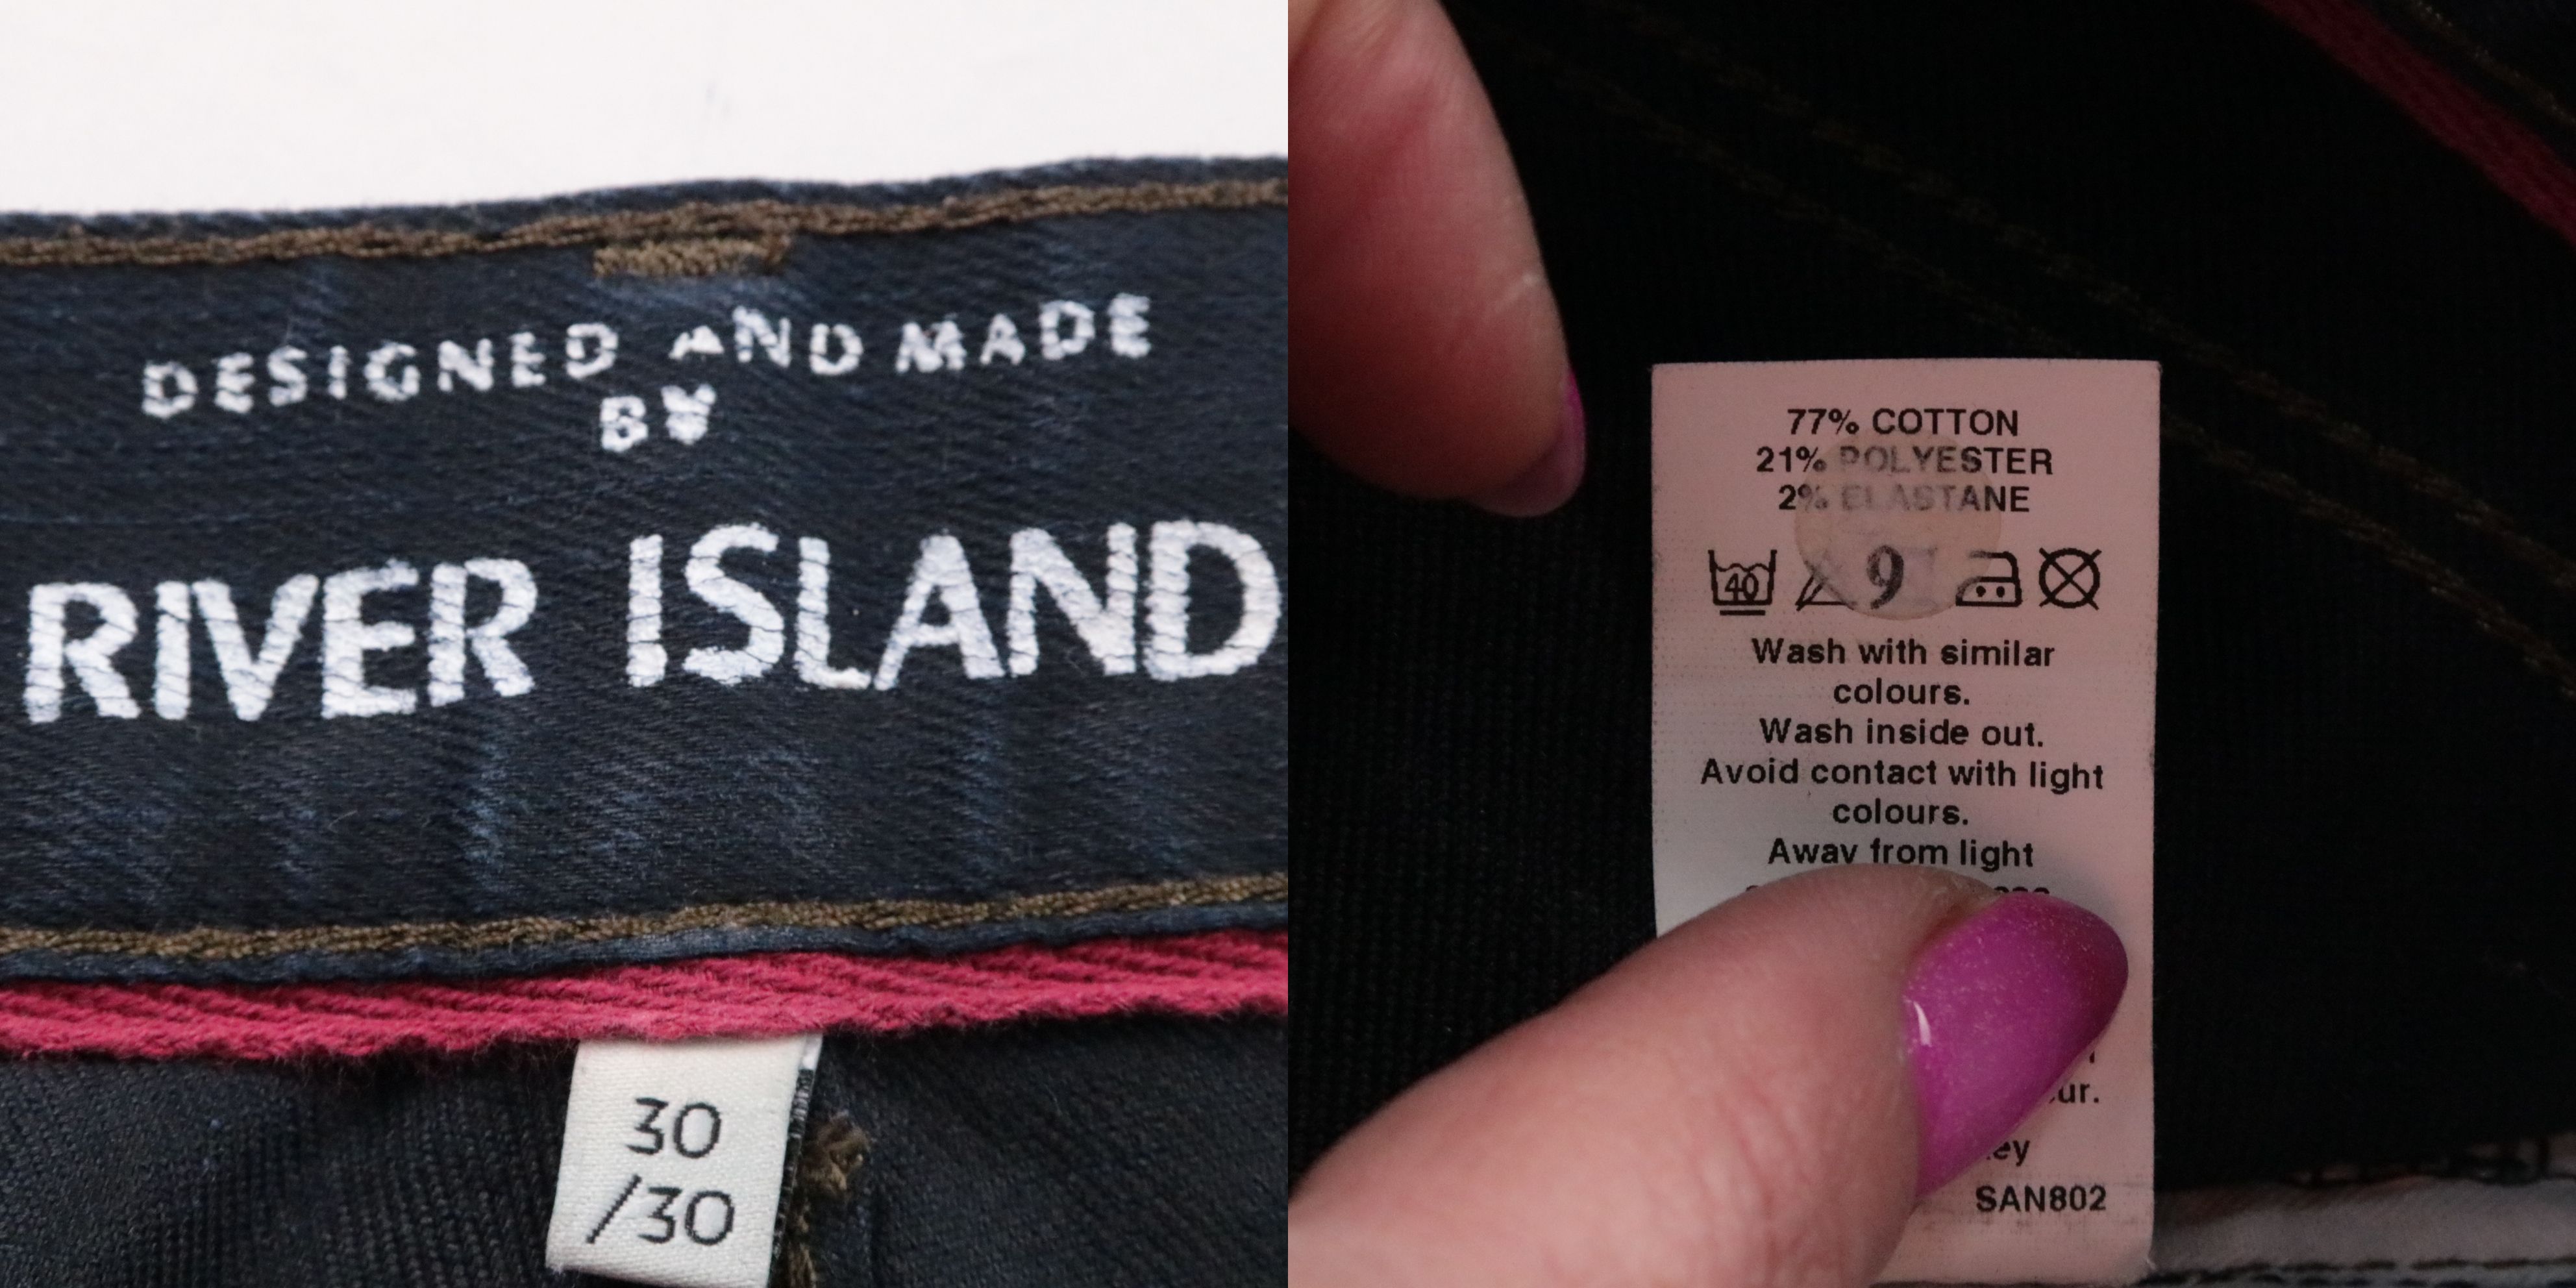 DESIGNED AND MADE
BY
RIVER ISLAND
30
/30
77% COTTON
21% POLYESTER
2% ELASTANE
40
9
Wash with similar
colours.
Wash inside out.
Avoid contact with light
colours.
Away from light
SAN802